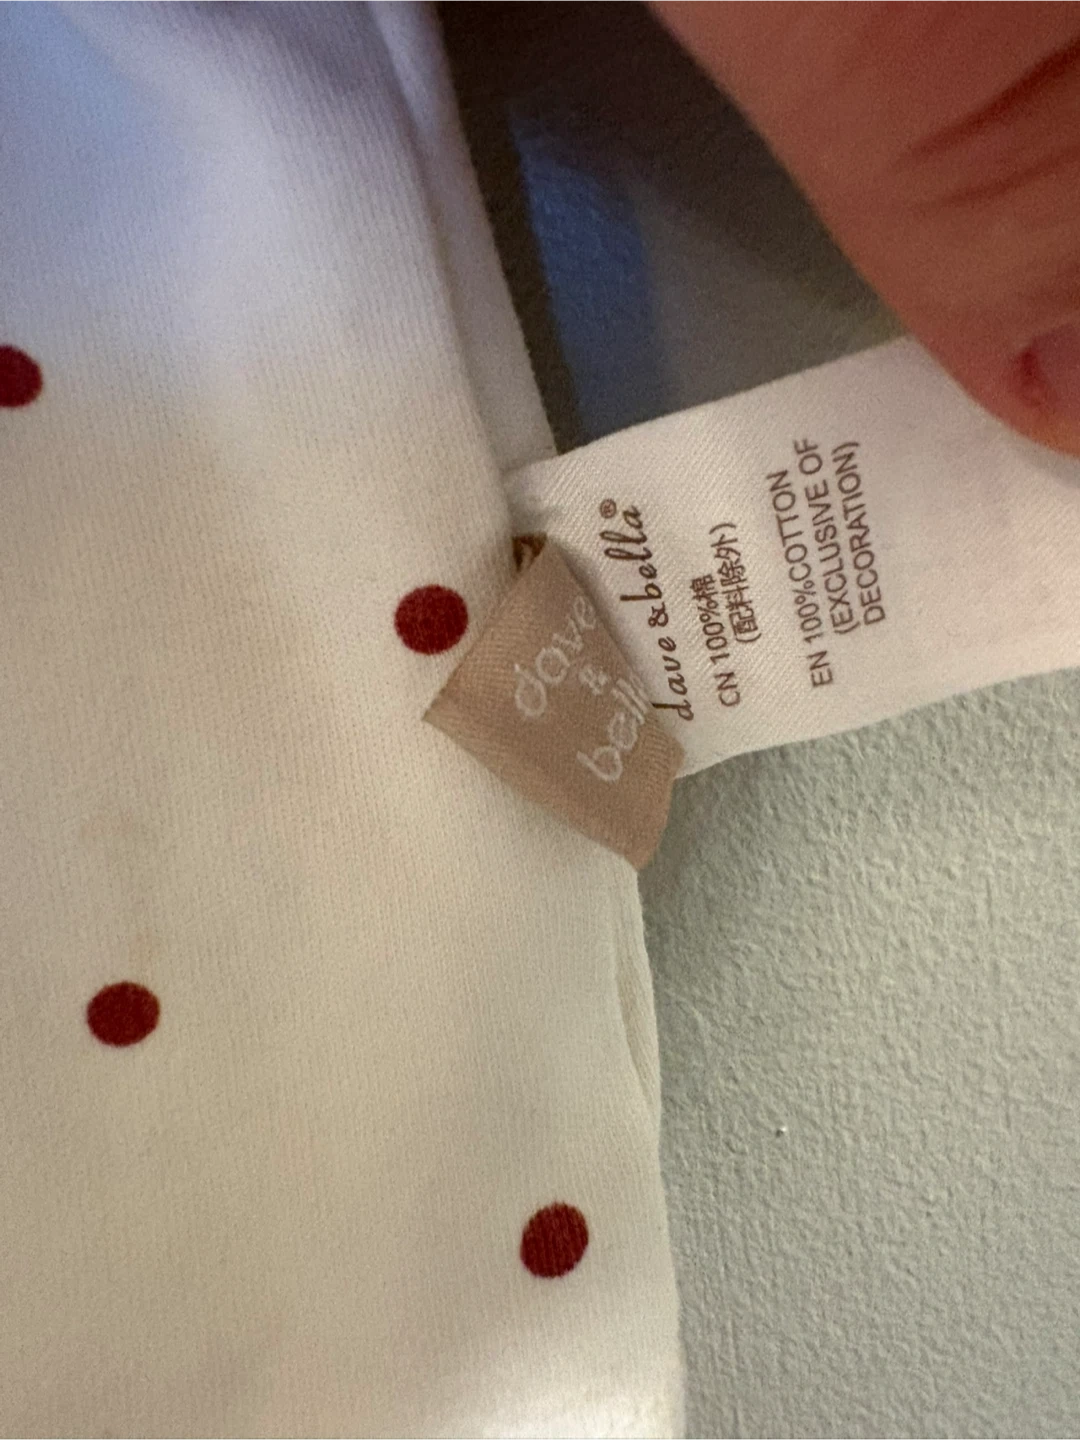 dave & bella®
CN 100%棉
(配料除外)
EN 100%COTTON
(EXCLUSIVE OF
DECORATION)
dave
&
bella